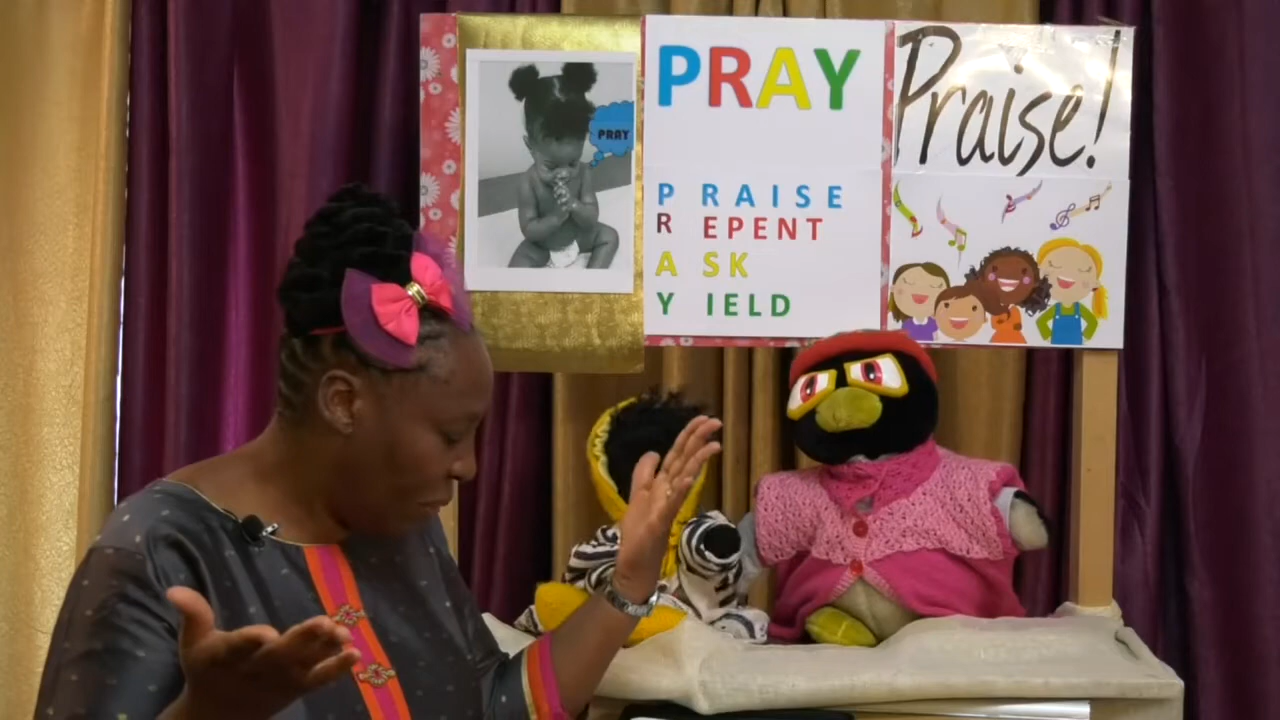 PRAY
PRAY
PRAISE
REPENT
ASK
YIELD
Praise!